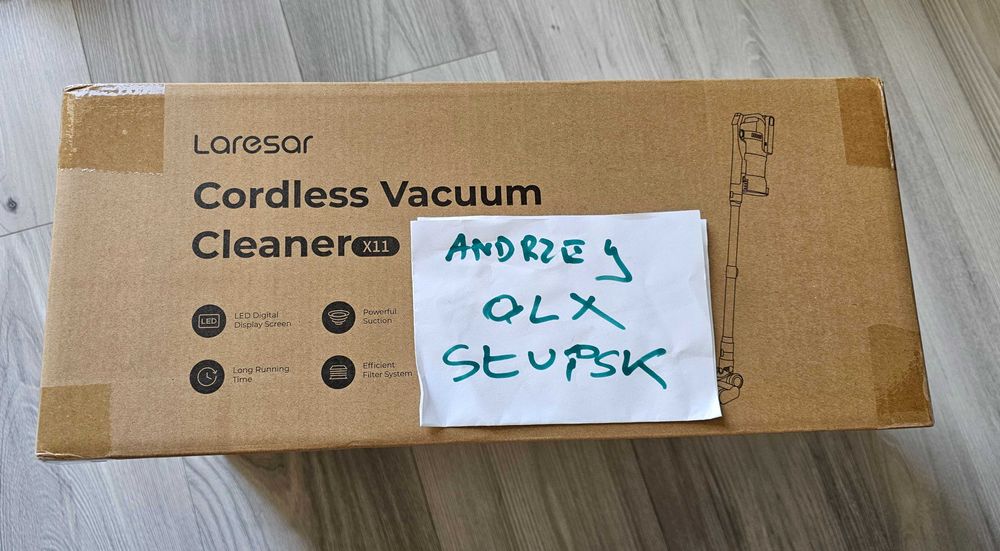 Laresar
Cordless Vacuum
Cleaner X11
LED
LED Digital
Display Screen
Powerful
Suction
Long Running
Time
Efficient
Filter System
ANDRZEJ
OLX
SŁUPSK